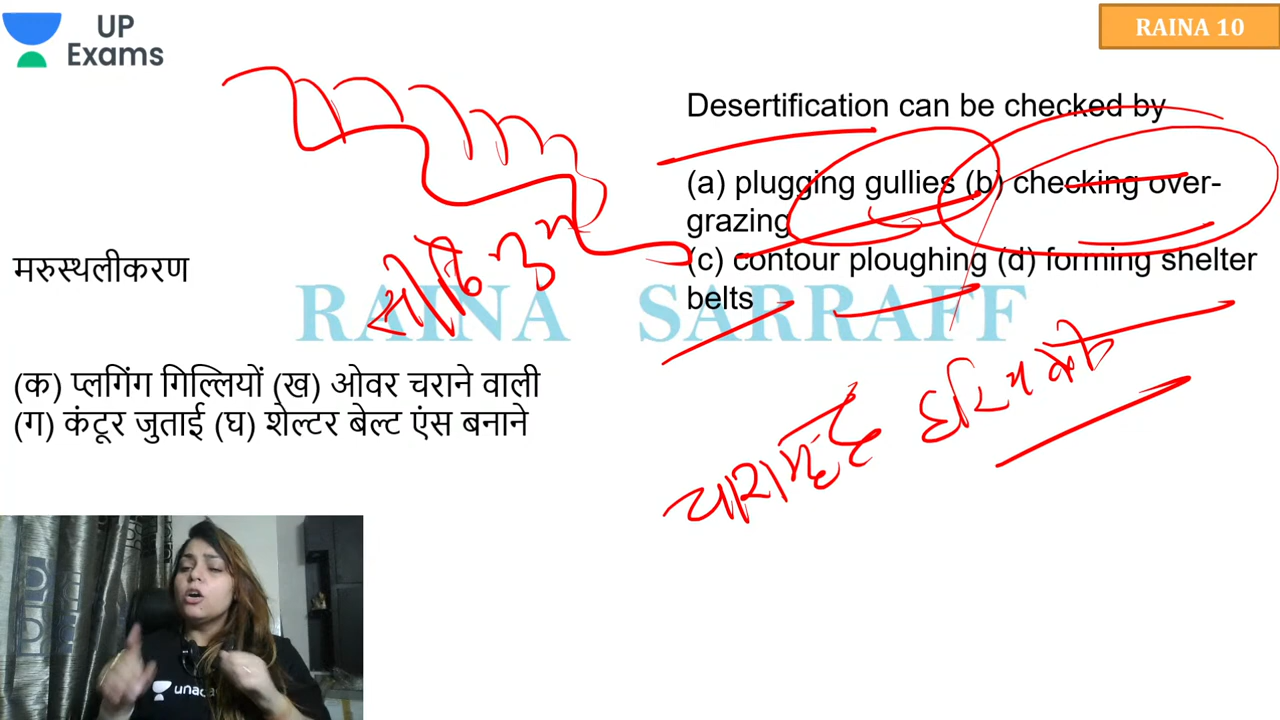 UP
Exams
RAINA 10
Desertification can be checked by
(a) plugging gullies (b) checking over-
grazing
(c) contour ploughing (d) forming shelter
belts
मरुस्थलीकरण
RAINA SARRAFF
(क) प्लगिंग गिल्लियों (ख) ओवर चराने वाली
(ग) कंटूर जुताई (घ) शेल्टर बेल्ट एंस बनाने